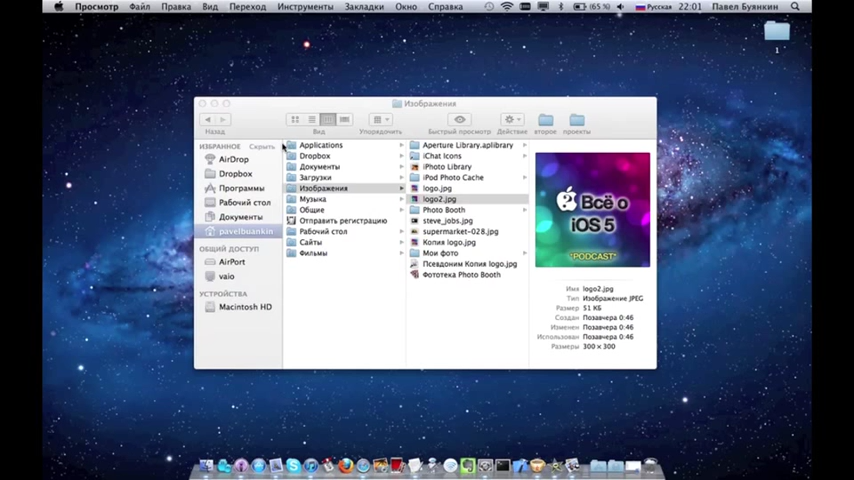 Просмотр Файл Правка Вид Переход Инструменты Закладки Окно Справка (65 %) Русская 22:01 Павел Буянкин
1
Изображения
Назад Вид Упорядочить Быстрый просмотр Действие второе проекты
ИЗБРАННОЕ Скрыть
AirDrop
Dropbox
Программы
Рабочий стол
Документы
pavelbuankin
ОБЩИЙ ДОСТУП
AirPort
vaio
УСТРОЙСТВА
Macintosh HD
Applications
Dropbox
Документы
Загрузки
Изображения
Музыка
Общие
Отправить регистрацию
Рабочий стол
Сайты
Фильмы
Aperture Library.aplibrary
iChat Icons
iPhoto Library
iPod Photo Cache
logo.jpg
logo2.jpg
Photo Booth
steve_jobs.jpg
supermarket-028.jpg
Копия logo.jpg
Мои фото
Псевдоним Копия logo.jpg
Фототека Photo Booth
Всё о
iOS 5
*PODCAST*
Имя logo2.jpg
Тип Изображение JPEG
Размер 51 КБ
Создан Позавчера 0:46
Изменен Позавчера 0:46
Использован Позавчера 0:46
Размеры 300 × 300